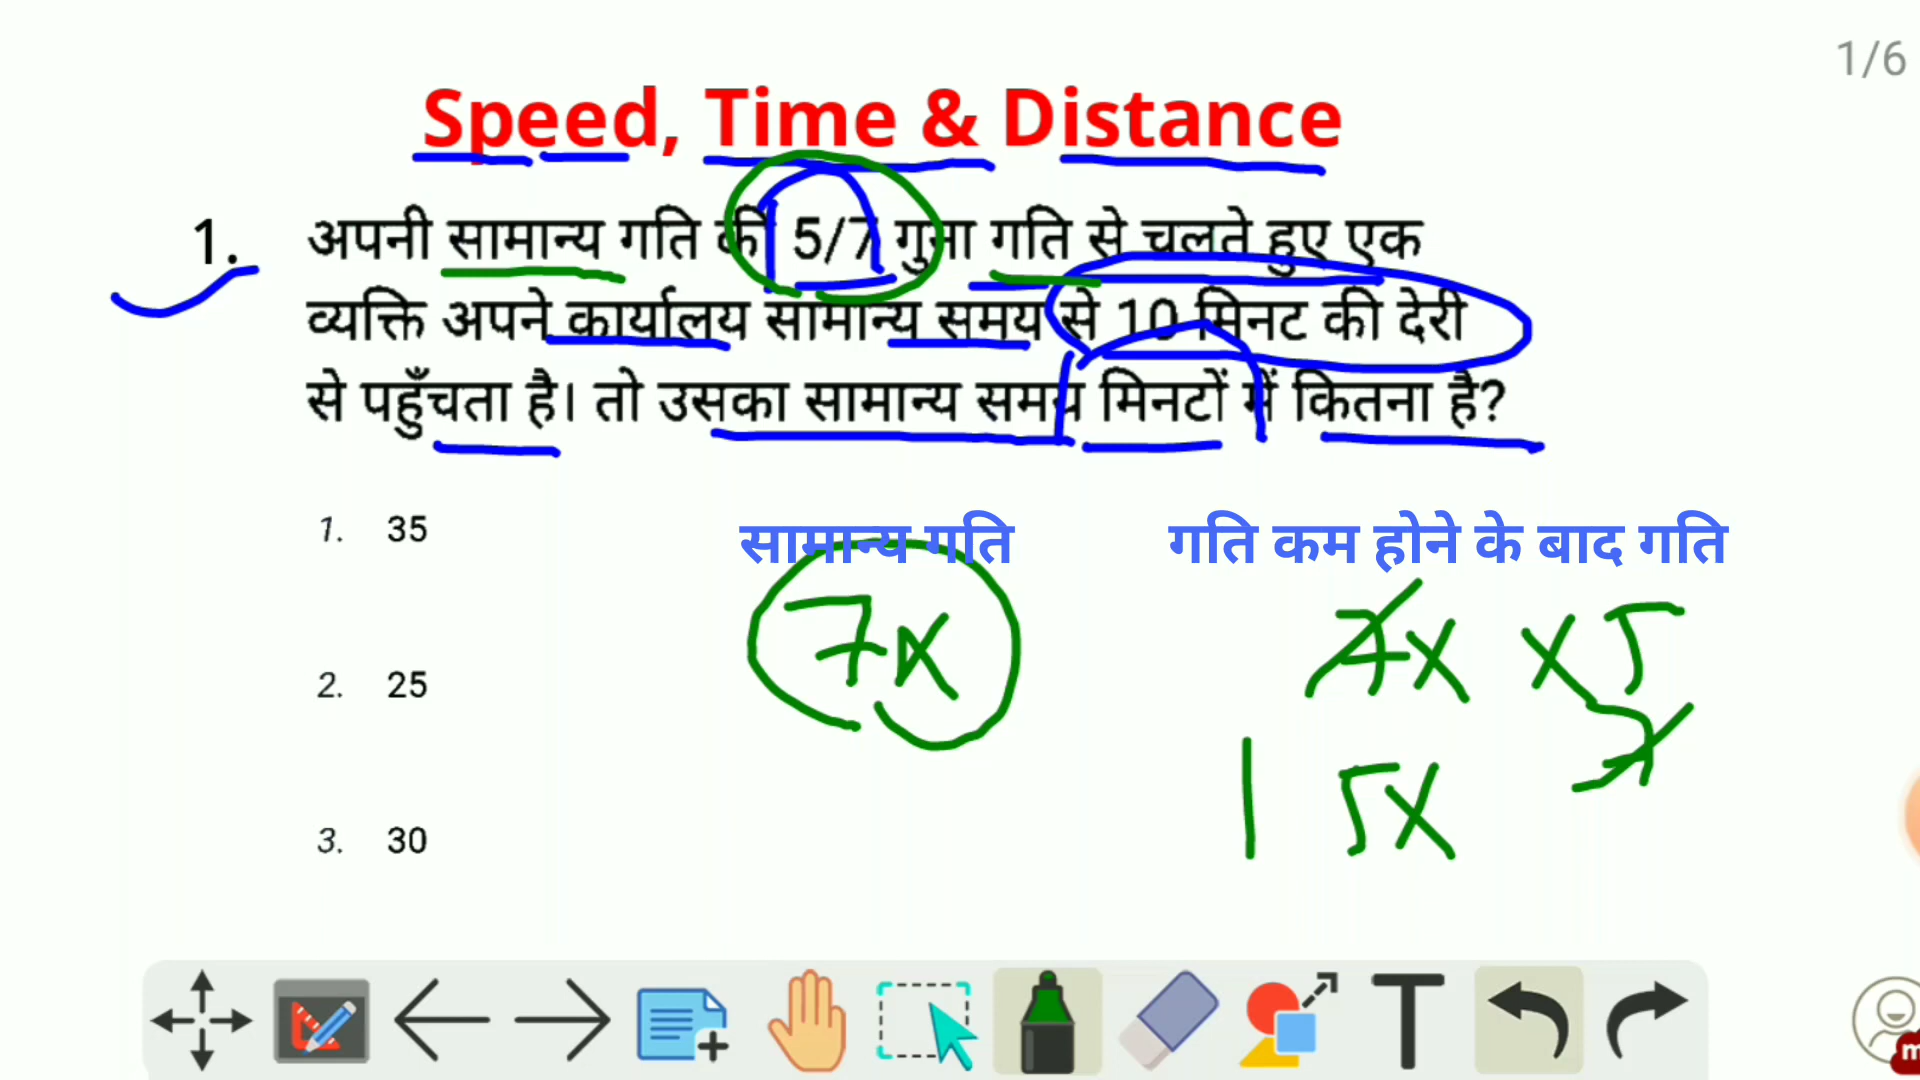 1/6
Speed, Time & Distance
1. अपनी सामान्य गति की 5/7 गुना गति से चलते हुए एक
व्यक्ति अपने कार्यालय सामान्य समय से 10 मिनट की देरी
से पहुँचता है। तो उसका सामान्य समय मिनटों में कितना है?
1. 35
सामान्य गति गति कम होने के बाद गति
7x 7x x 5
7
2. 25
5x
3. 30
T